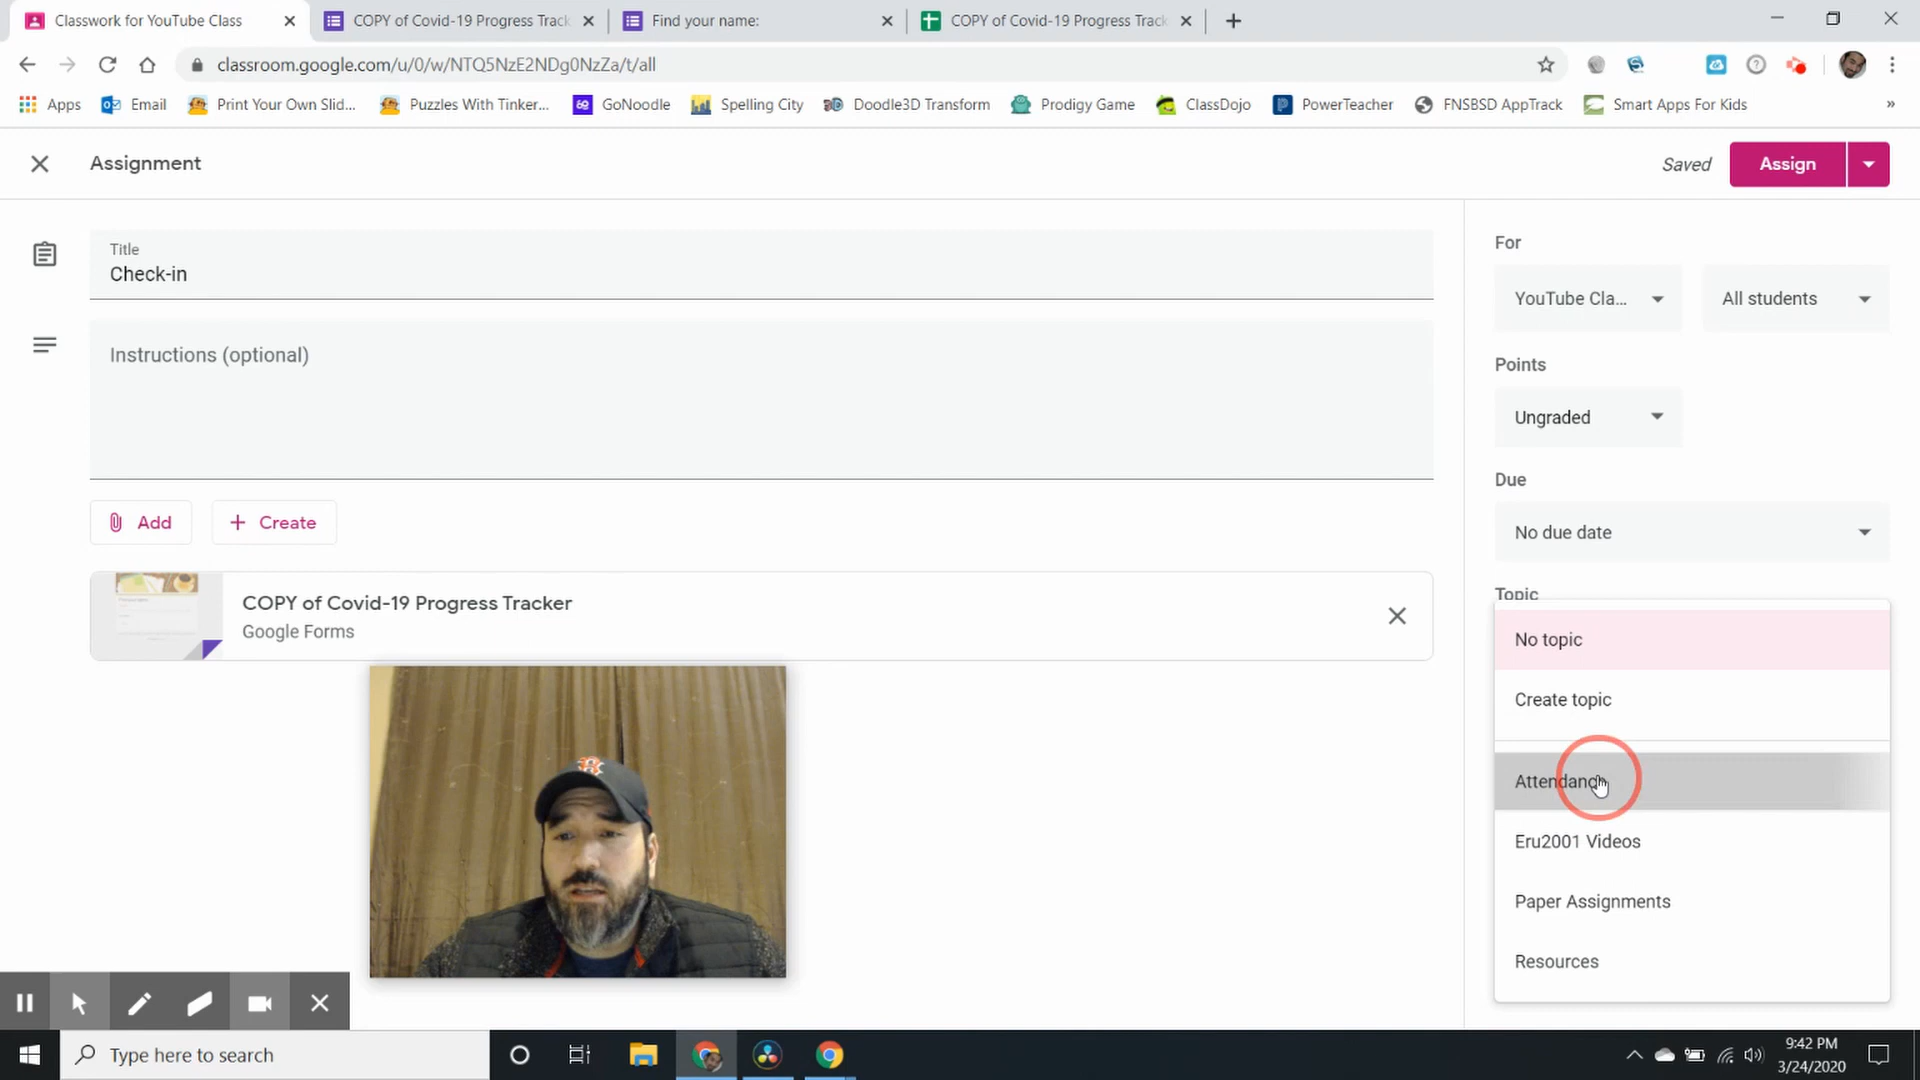 Classwork for YouTube Class
COPY of Covid-19 Progress Track
Find your name:
COPY of Covid-19 Progress Track
classroom.google.com/u/0/w/NTQ5NzE2NDg0NzZa/t/all
Apps
Email
Print Your Own Slid...
Puzzles With Tinker...
GoNoodle
Spelling City
Doodle3D Transform
Prodigy Game
ClassDojo
PowerTeacher
FNSBSD AppTrack
Smart Apps For Kids
»
Assignment
Saved
Assign
Title
Check-in
Instructions (optional)
Add
Create
COPY of Covid-19 Progress Tracker
Google Forms
For
YouTube Cla...
All students
Points
Ungraded
Due
No due date
Topic
No topic
Create topic
Attendance
Eru2001 Videos
Paper Assignments
Resources
Type here to search
9:42 PM
3/24/2020